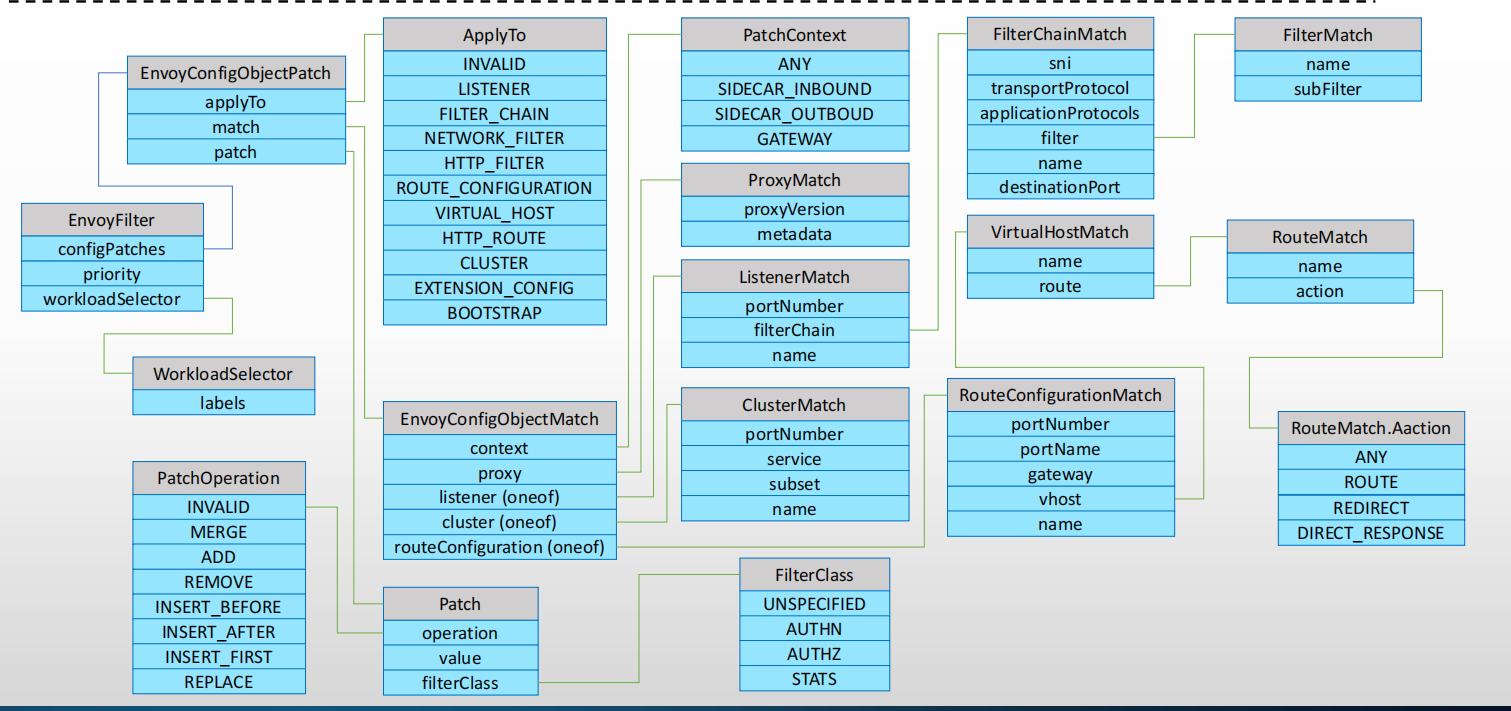 EnvoyConfigObjectPatch
applyTo
match
patch
EnvoyFilter
configPatches
priority
workloadSelector
WorkloadSelector
labels
PatchOperation
INVALID
MERGE
ADD
REMOVE
INSERT_BEFORE
INSERT_AFTER
INSERT_FIRST
REPLACE
ApplyTo
INVALID
LISTENER
FILTER_CHAIN
NETWORK_FILTER
HTTP_FILTER
ROUTE_CONFIGURATION
VIRTUAL_HOST
HTTP_ROUTE
CLUSTER
EXTENSION_CONFIG
BOOTSTRAP
EnvoyConfigObjectMatch
context
proxy
listener (oneof)
cluster (oneof)
routeConfiguration (oneof)
Patch
operation
value
filterClass
PatchContext
ANY
SIDECAR_INBOUND
SIDECAR_OUTBOUD
GATEWAY
ProxyMatch
proxyVersion
metadata
ListenerMatch
portNumber
filterChain
name
ClusterMatch
portNumber
service
subset
name
FilterClass
UNSPECIFIED
AUTHN
AUTHZ
STATS
FilterChainMatch
sni
transportProtocol
applicationProtocols
filter
name
destinationPort
VirtualHostMatch
name
route
RouteConfigurationMatch
portNumber
portName
gateway
vhost
name
FilterMatch
name
subFilter
RouteMatch
name
action
RouteMatch.Aaction
ANY
ROUTE
REDIRECT
DIRECT_RESPONSE